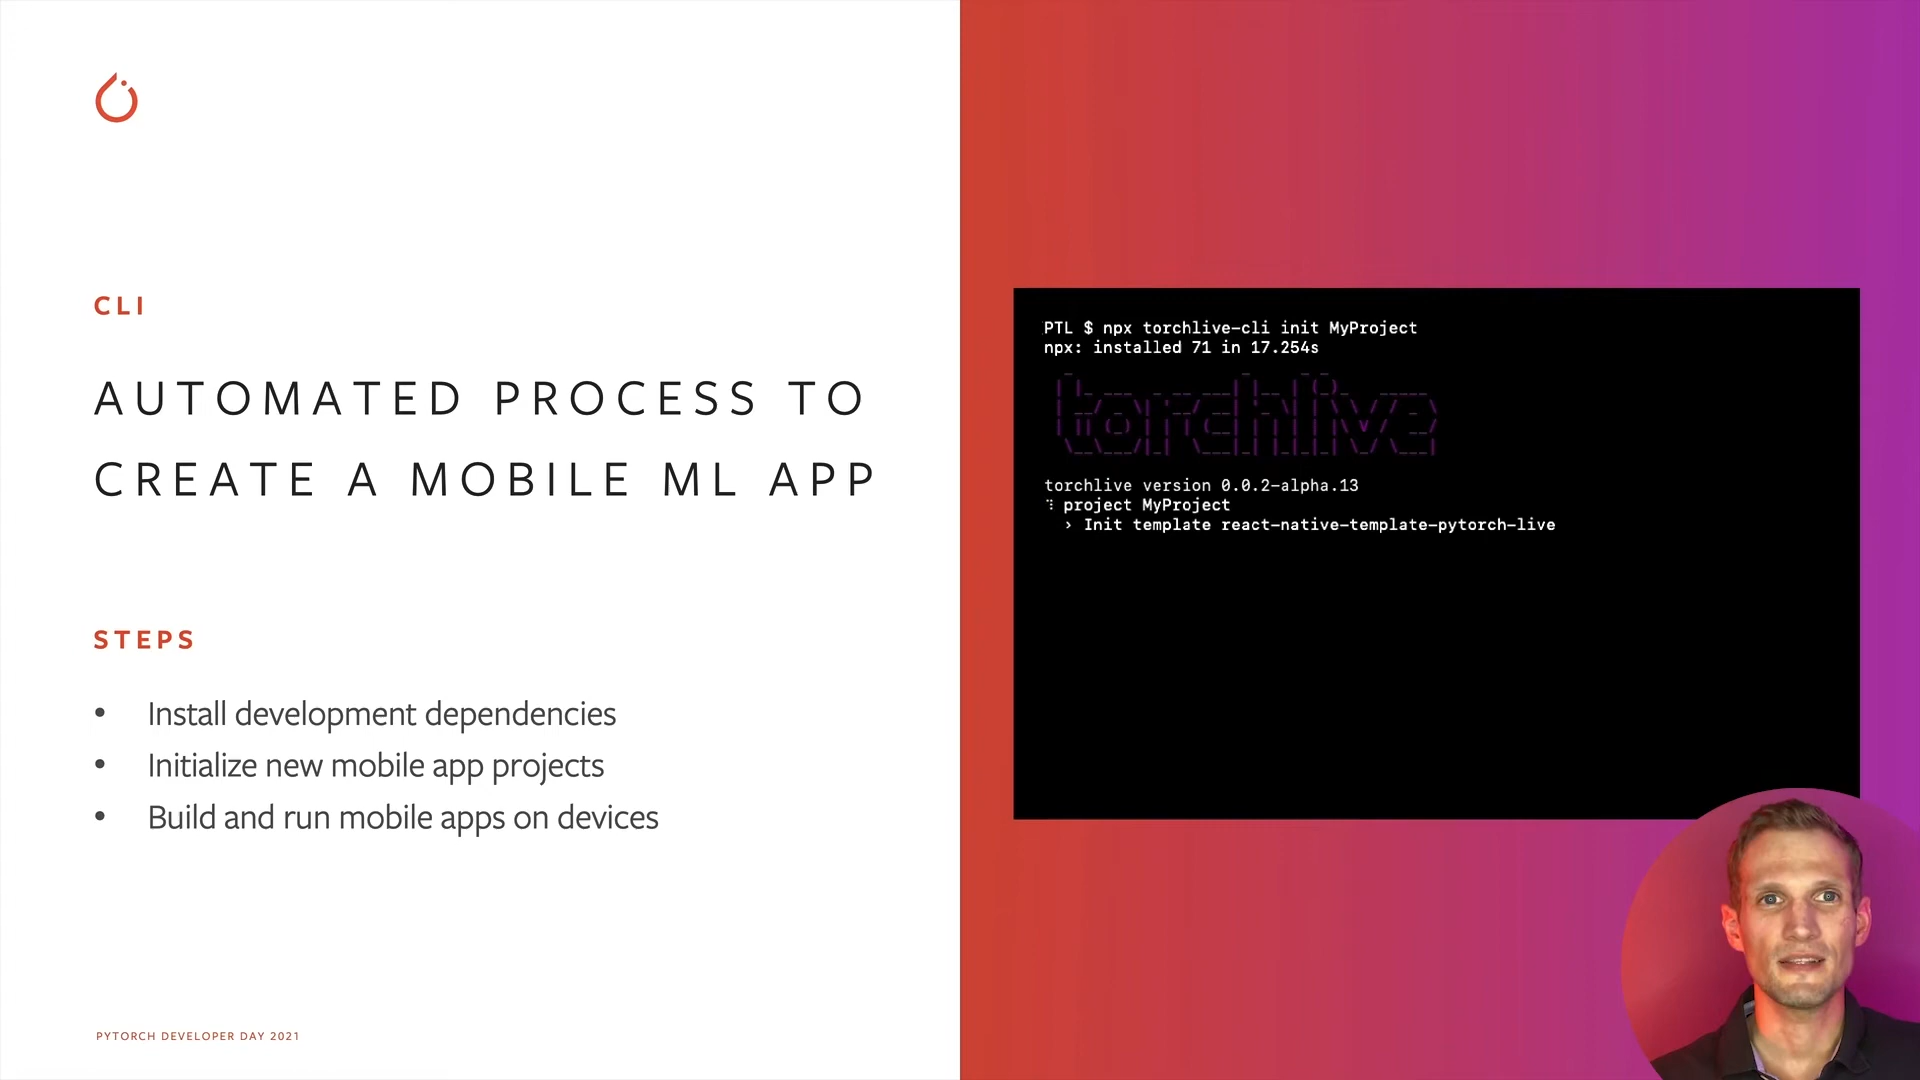 CLI
AUTOMATED PROCESS TO
CREATE A MOBILE ML APP
STEPS
• Install development dependencies
• Initialize new mobile app projects
• Build and run mobile apps on devices
PYTORCH DEVELOPER DAY 2021
PTL $ npx torchlive-cli init MyProject
npx: installed 71 in 17.254s
torchlive
torchlive version 0.0.2-alpha.13
⠹ project MyProject
› Init template react-native-template-pytorch-live